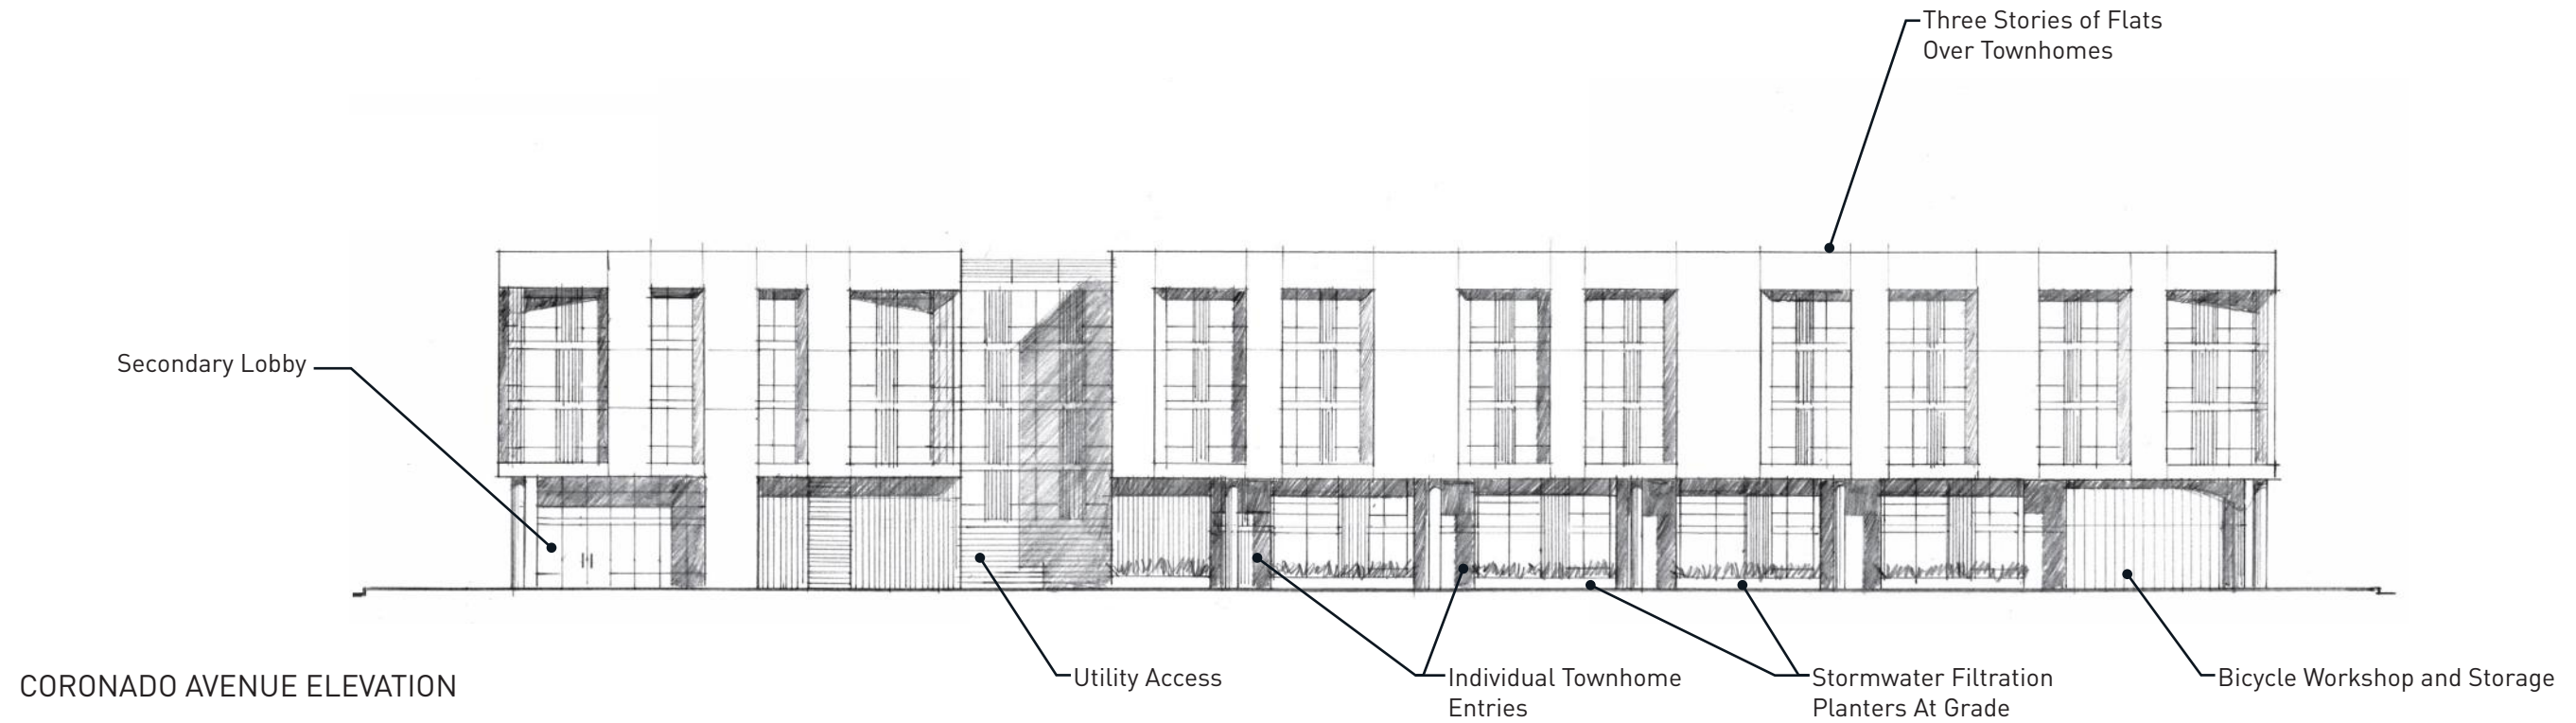 Three Stories of Flats
Over Townhomes
Secondary Lobby
CORONADO AVENUE ELEVATION
Utility Access
Individual Townhome
Entries
Stormwater Filtration
Planters At Grade
Bicycle Workshop and Storage